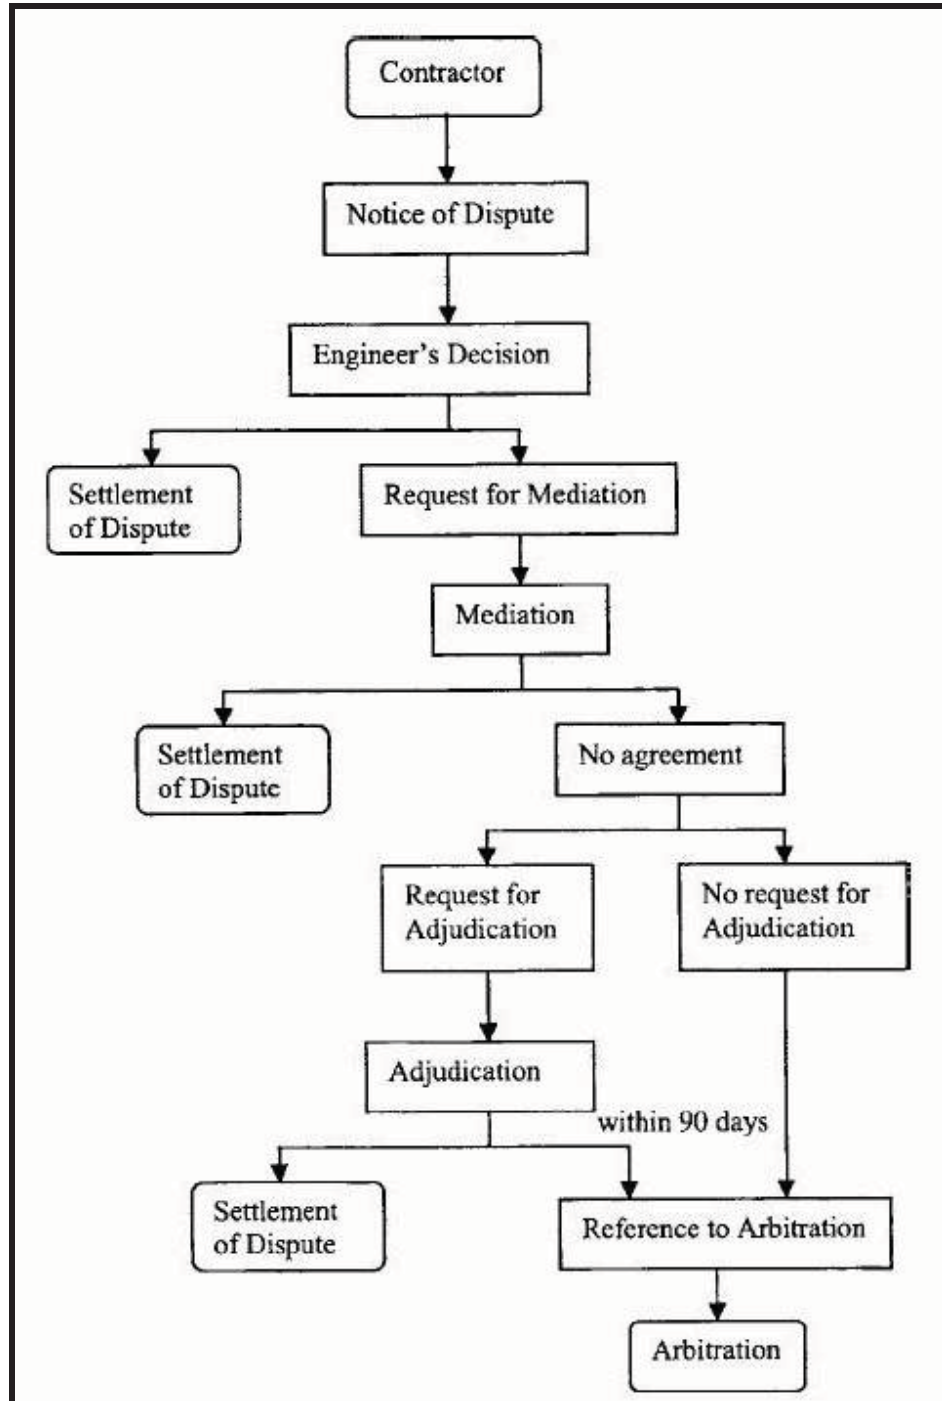 Contractor
Notice of Dispute
Engineer's Decision
Settlement
of Dispute
Request for Mediation
Mediation
Settlement
of Dispute
No agreement
Request for
Adjudication
No request for
Adjudication
Adjudication
within 90 days
Settlement
of Dispute
Reference to Arbitration
Arbitration